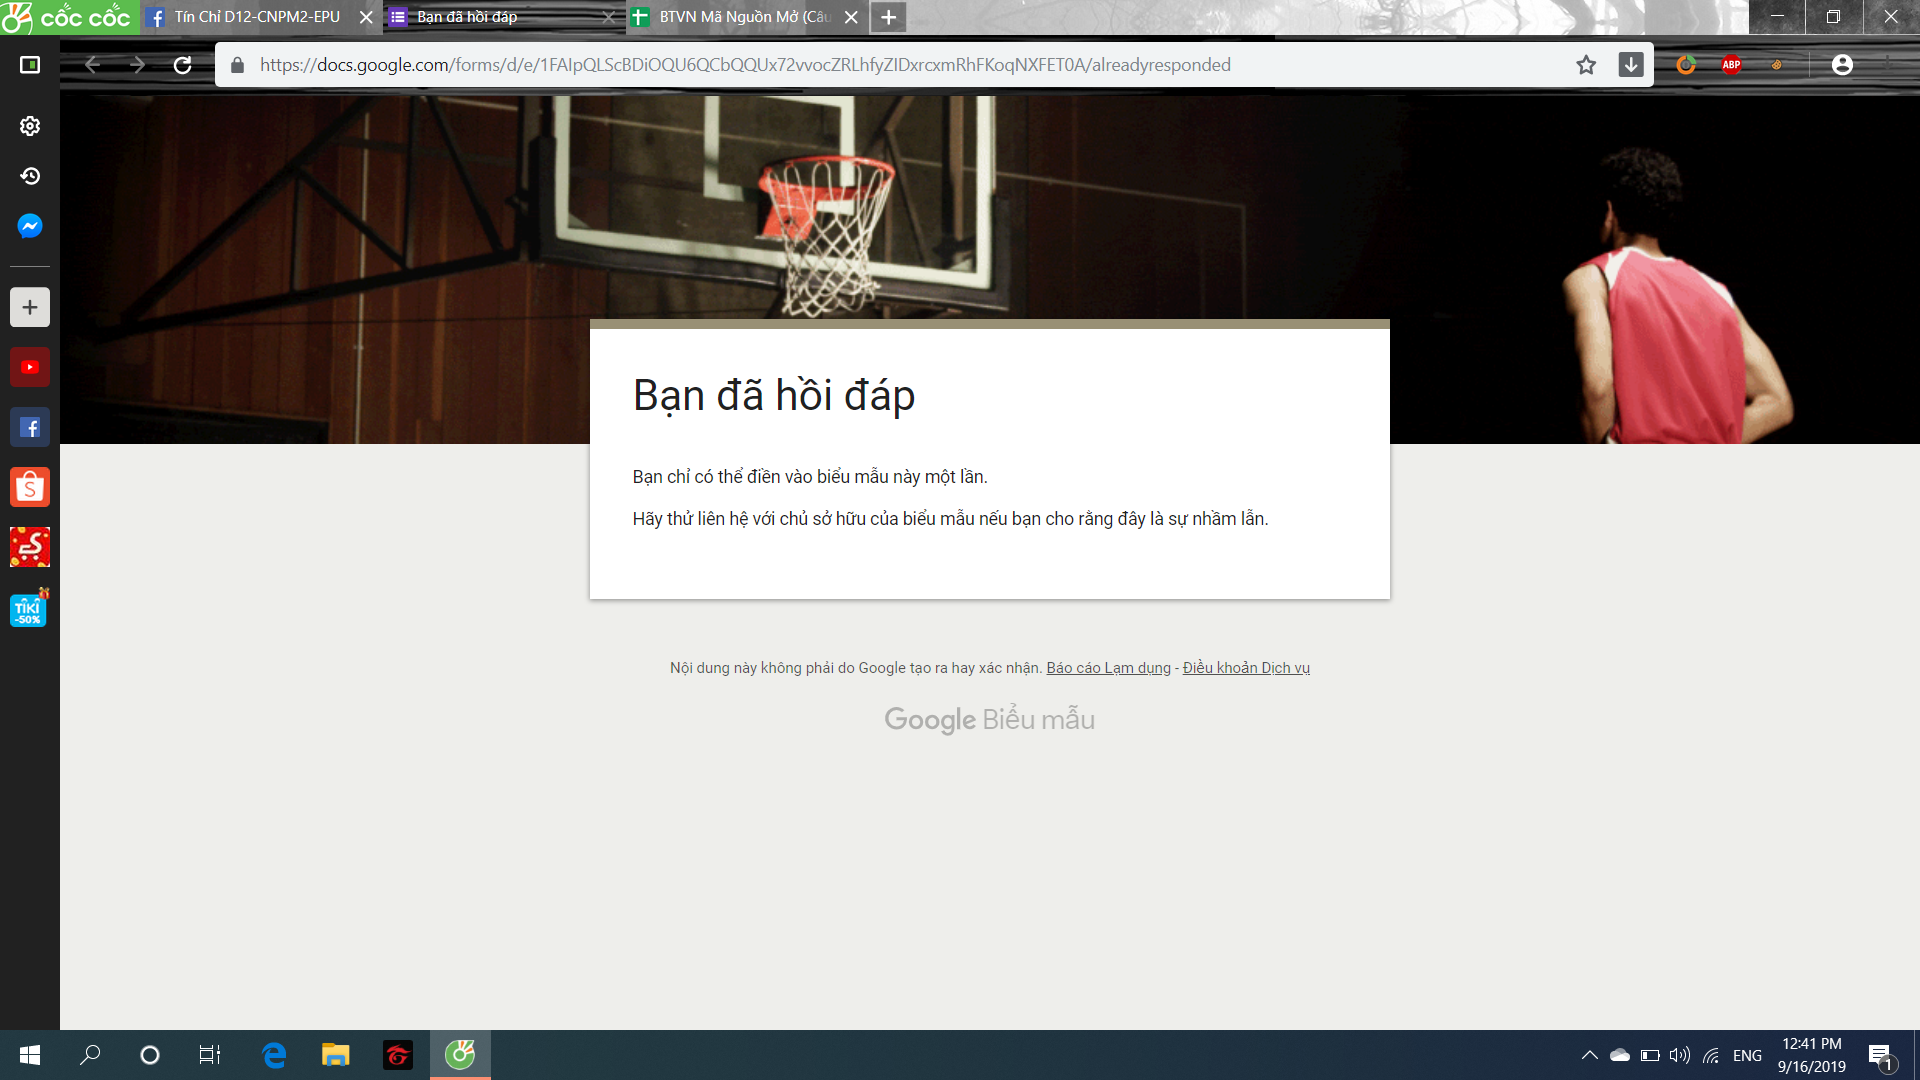 cốc cốc
Tín Chỉ D12-CNPM2-EPU
Bạn đã hồi đáp
BTVN Mã Nguồn Mở (Câu
https://docs.google.com/forms/d/e/1FAIpQLScBDiOQU6QCbQQUx72vvocZRLhfyZIDxrcxmRhFKoqNXFET0A/alreadyresponded
ABP
Bạn đã hồi đáp
Bạn chỉ có thể điền vào biểu mẫu này một lần.
Hãy thử liên hệ với chủ sở hữu của biểu mẫu nếu bạn cho rằng đây là sự nhầm lẫn.
TIKI
-50%
Nội dung này không phải do Google tạo ra hay xác nhận. Báo cáo Lạm dụng - Điều khoản Dịch vụ
Google Biểu mẫu
ENG
12:41 PM
9/16/2019
1